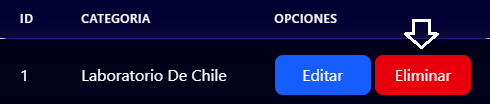 ID CATEGORIA OPCIONES
1 Laboratorio De Chile Editar Eliminar